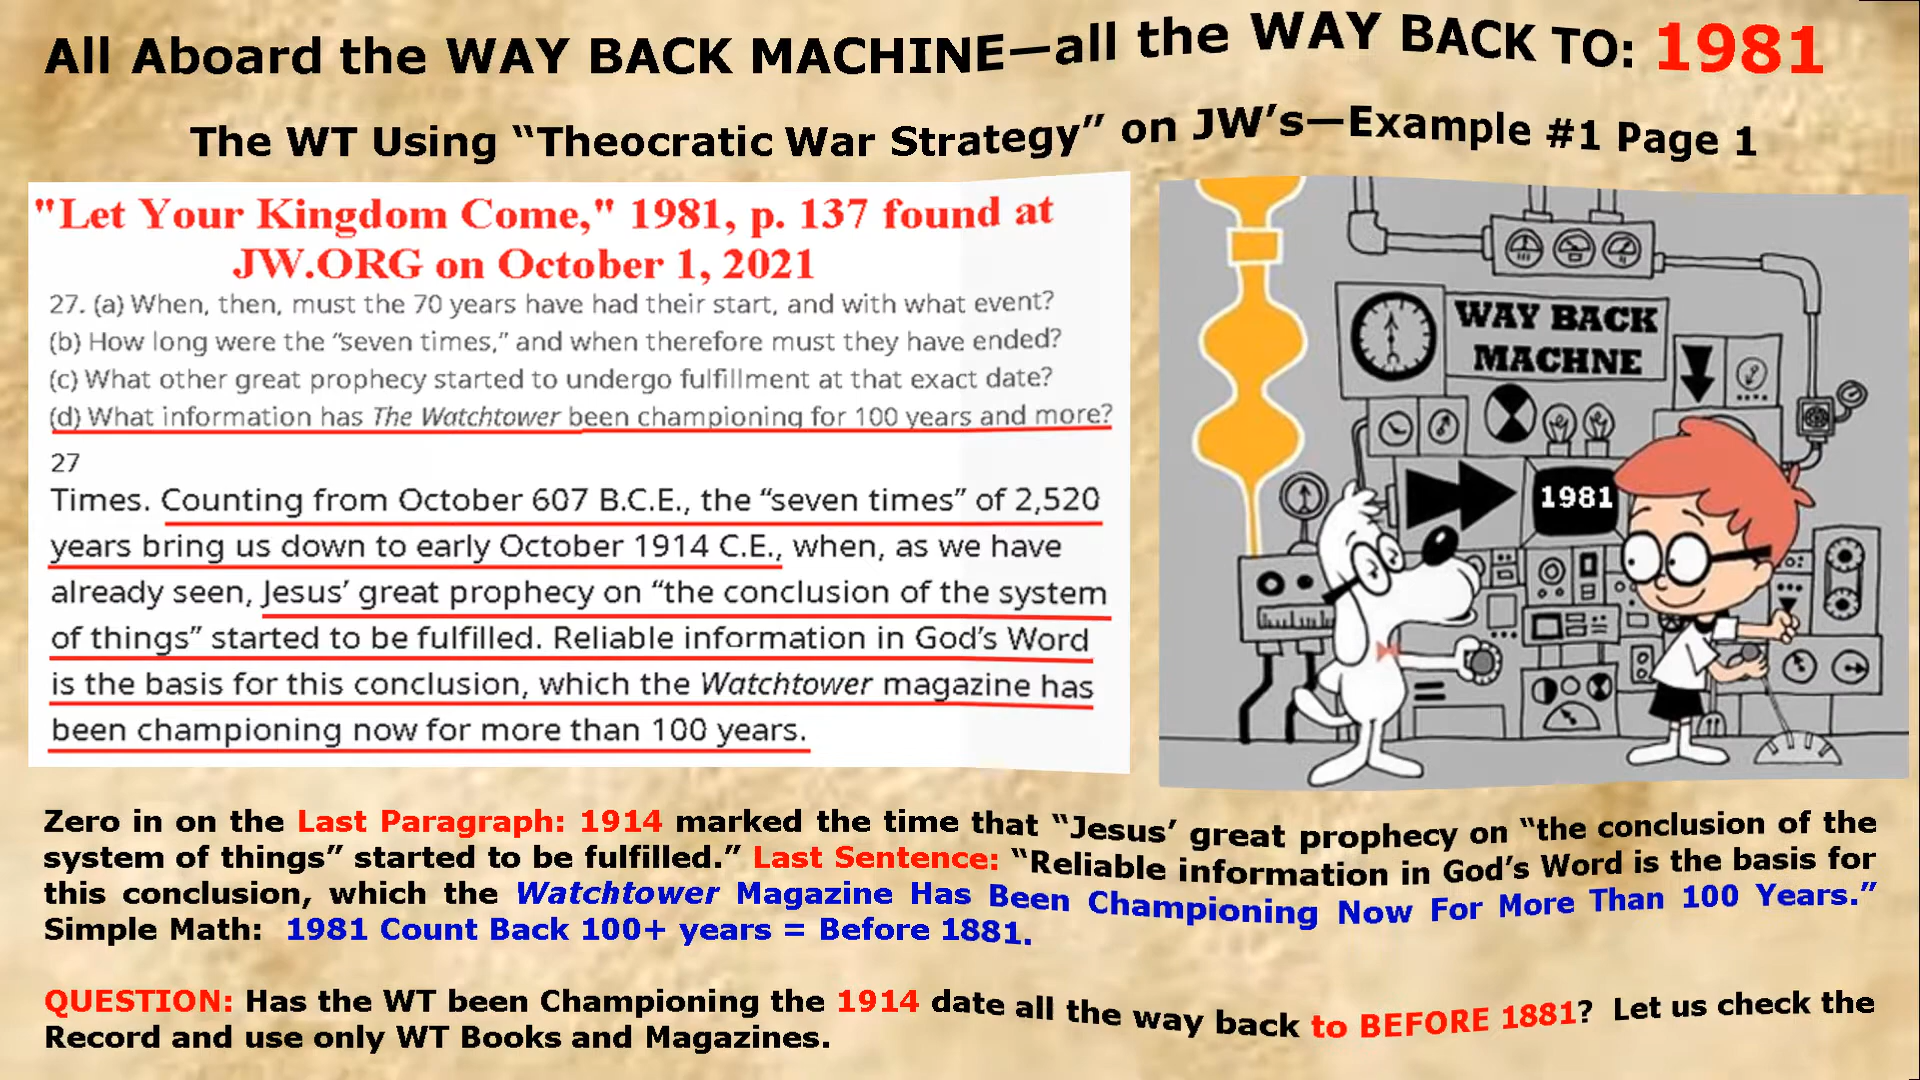 All Aboard the WAY BACK MACHINE—all the WAY BACK TO: 1981
The WT Using “Theocratic War Strategy” on JW’s—Example #1 Page 1
"Let Your Kingdom Come," 1981, p. 137 found at
JW.ORG on October 1, 2021
27. (a) When, then, must the 70 years have had their start, and with what event?
(b) How long were the “seven times,” and when therefore must they have ended?
(c) What other great prophecy started to undergo fulfillment at that exact date?
(d) What information has The Watchtower been championing for 100 years and more?
27
Times. Counting from October 607 B.C.E., the “seven times” of 2,520
years bring us down to early October 1914 C.E., when, as we have
already seen, Jesus’ great prophecy on “the conclusion of the system
of things” started to be fulfilled. Reliable information in God’s Word
is the basis for this conclusion, which the Watchtower magazine has
been championing now for more than 100 years.
WAY BACK
MACHNE
1981
Zero in on the Last Paragraph: 1914 marked the time that “Jesus’ great prophecy on “the conclusion of the
system of things” started to be fulfilled.” Last Sentence: “Reliable information in God’s Word is the basis for
this conclusion, which the Watchtower Magazine Has Been Championing Now For More Than 100 Years.”
Simple Math: 1981 Count Back 100+ years = Before 1881.
QUESTION: Has the WT been Championing the 1914 date all the way back to BEFORE 1881? Let us check the
Record and use only WT Books and Magazines.